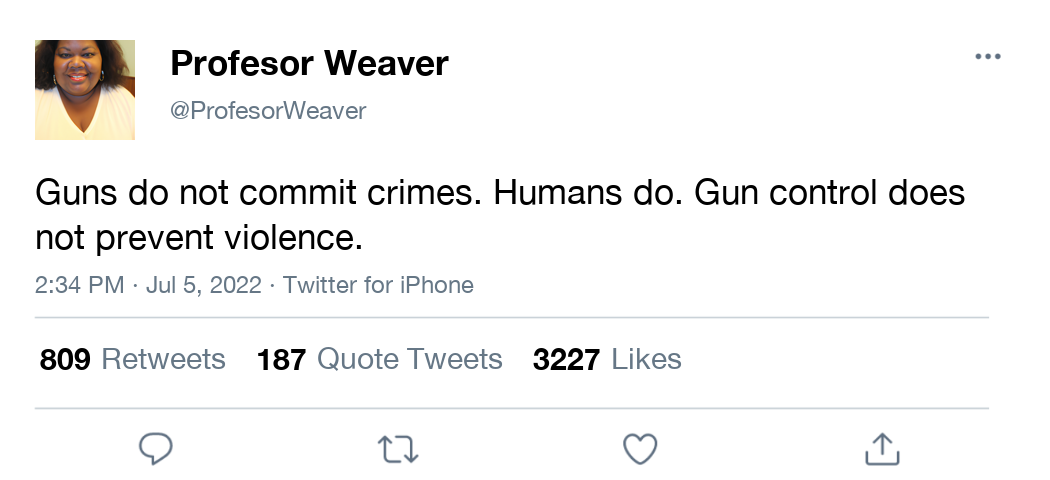 Profesor Weaver
@ProfesorWeaver
Guns do not commit crimes. Humans do. Gun control does
not prevent violence.
2:34 PM · Jul 5, 2022 · Twitter for iPhone
809 Retweets 187 Quote Tweets 3227 Likes